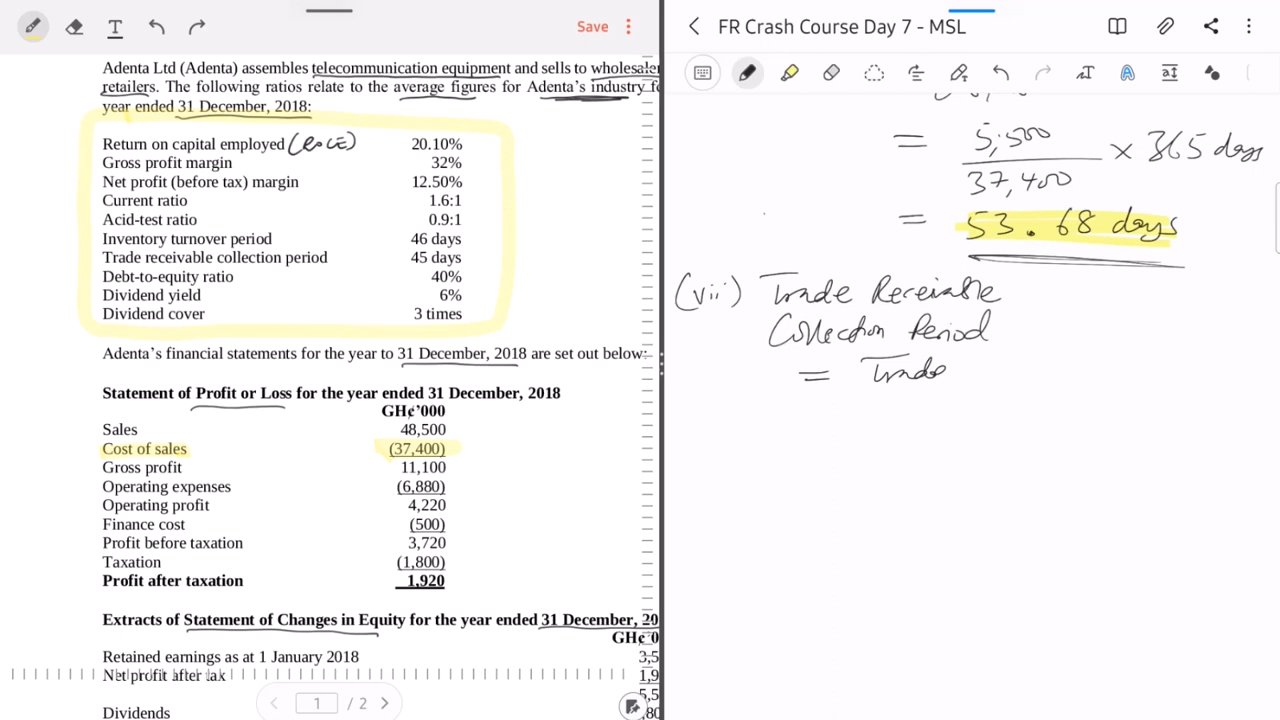 Save
FR Crash Course Day 7 - MSL
Adenta Ltd (Adenta) assembles telecommunication equipment and sells to
retailers. The following ratios relate to the average figures for Adenta's industry
year ended 31 December, 2018:
Return on capital employed (ROCE) 20.10%
Gross profit margin 32%
Net profit (before tax) margin 12.50%
Current ratio 1.6:1
Acid-test ratio 0.9:1
Inventory turnover period 46 days
Trade receivable collection period 45 days
Debt-to-equity ratio 40%
Dividend yield 6%
Dividend cover 3 times
Adenta's financial statements for the year to 31 December, 2018 are set out below:
Statement of Profit or Loss for the year ended 31 December, 2018
GH¢'000
Sales 48,500
Cost of sales (37,400)
Gross profit 11,100
Operating expenses (6,880)
Operating profit 4,220
Finance cost (500)
Profit before taxation 3,720
Taxation (1,800)
Profit after taxation 1,920
Extracts of Statement of Changes in Equity for the year ended 31 December, 20
GH¢'0
Retained earnings as at 1 January 2018 3,5
Net profit after tax 1,9
5,5
Dividends
1 / 2
= 5,500 × 365 days
37,400
= 53.68 days
(vii) Trade Receivable
Collection Period
= Trade